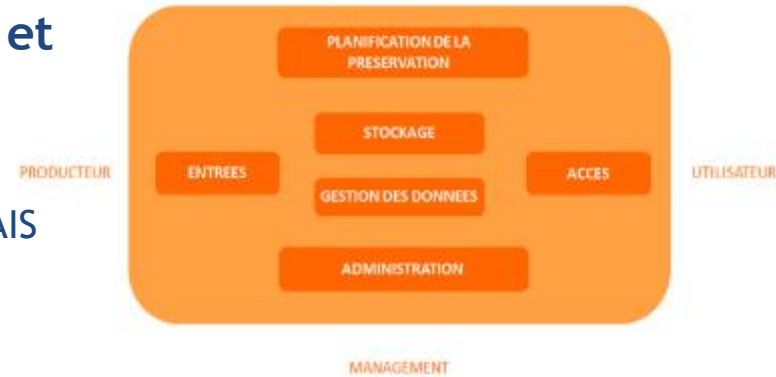 et
PLANIFICATION DE LA
PRESERVATION
STOCKAGE
PRODUCTEUR
ENTREES
ACCES
UTILISATEUR
GESTION DES DONNEES
AIS
ADMINISTRATION
MANAGEMENT